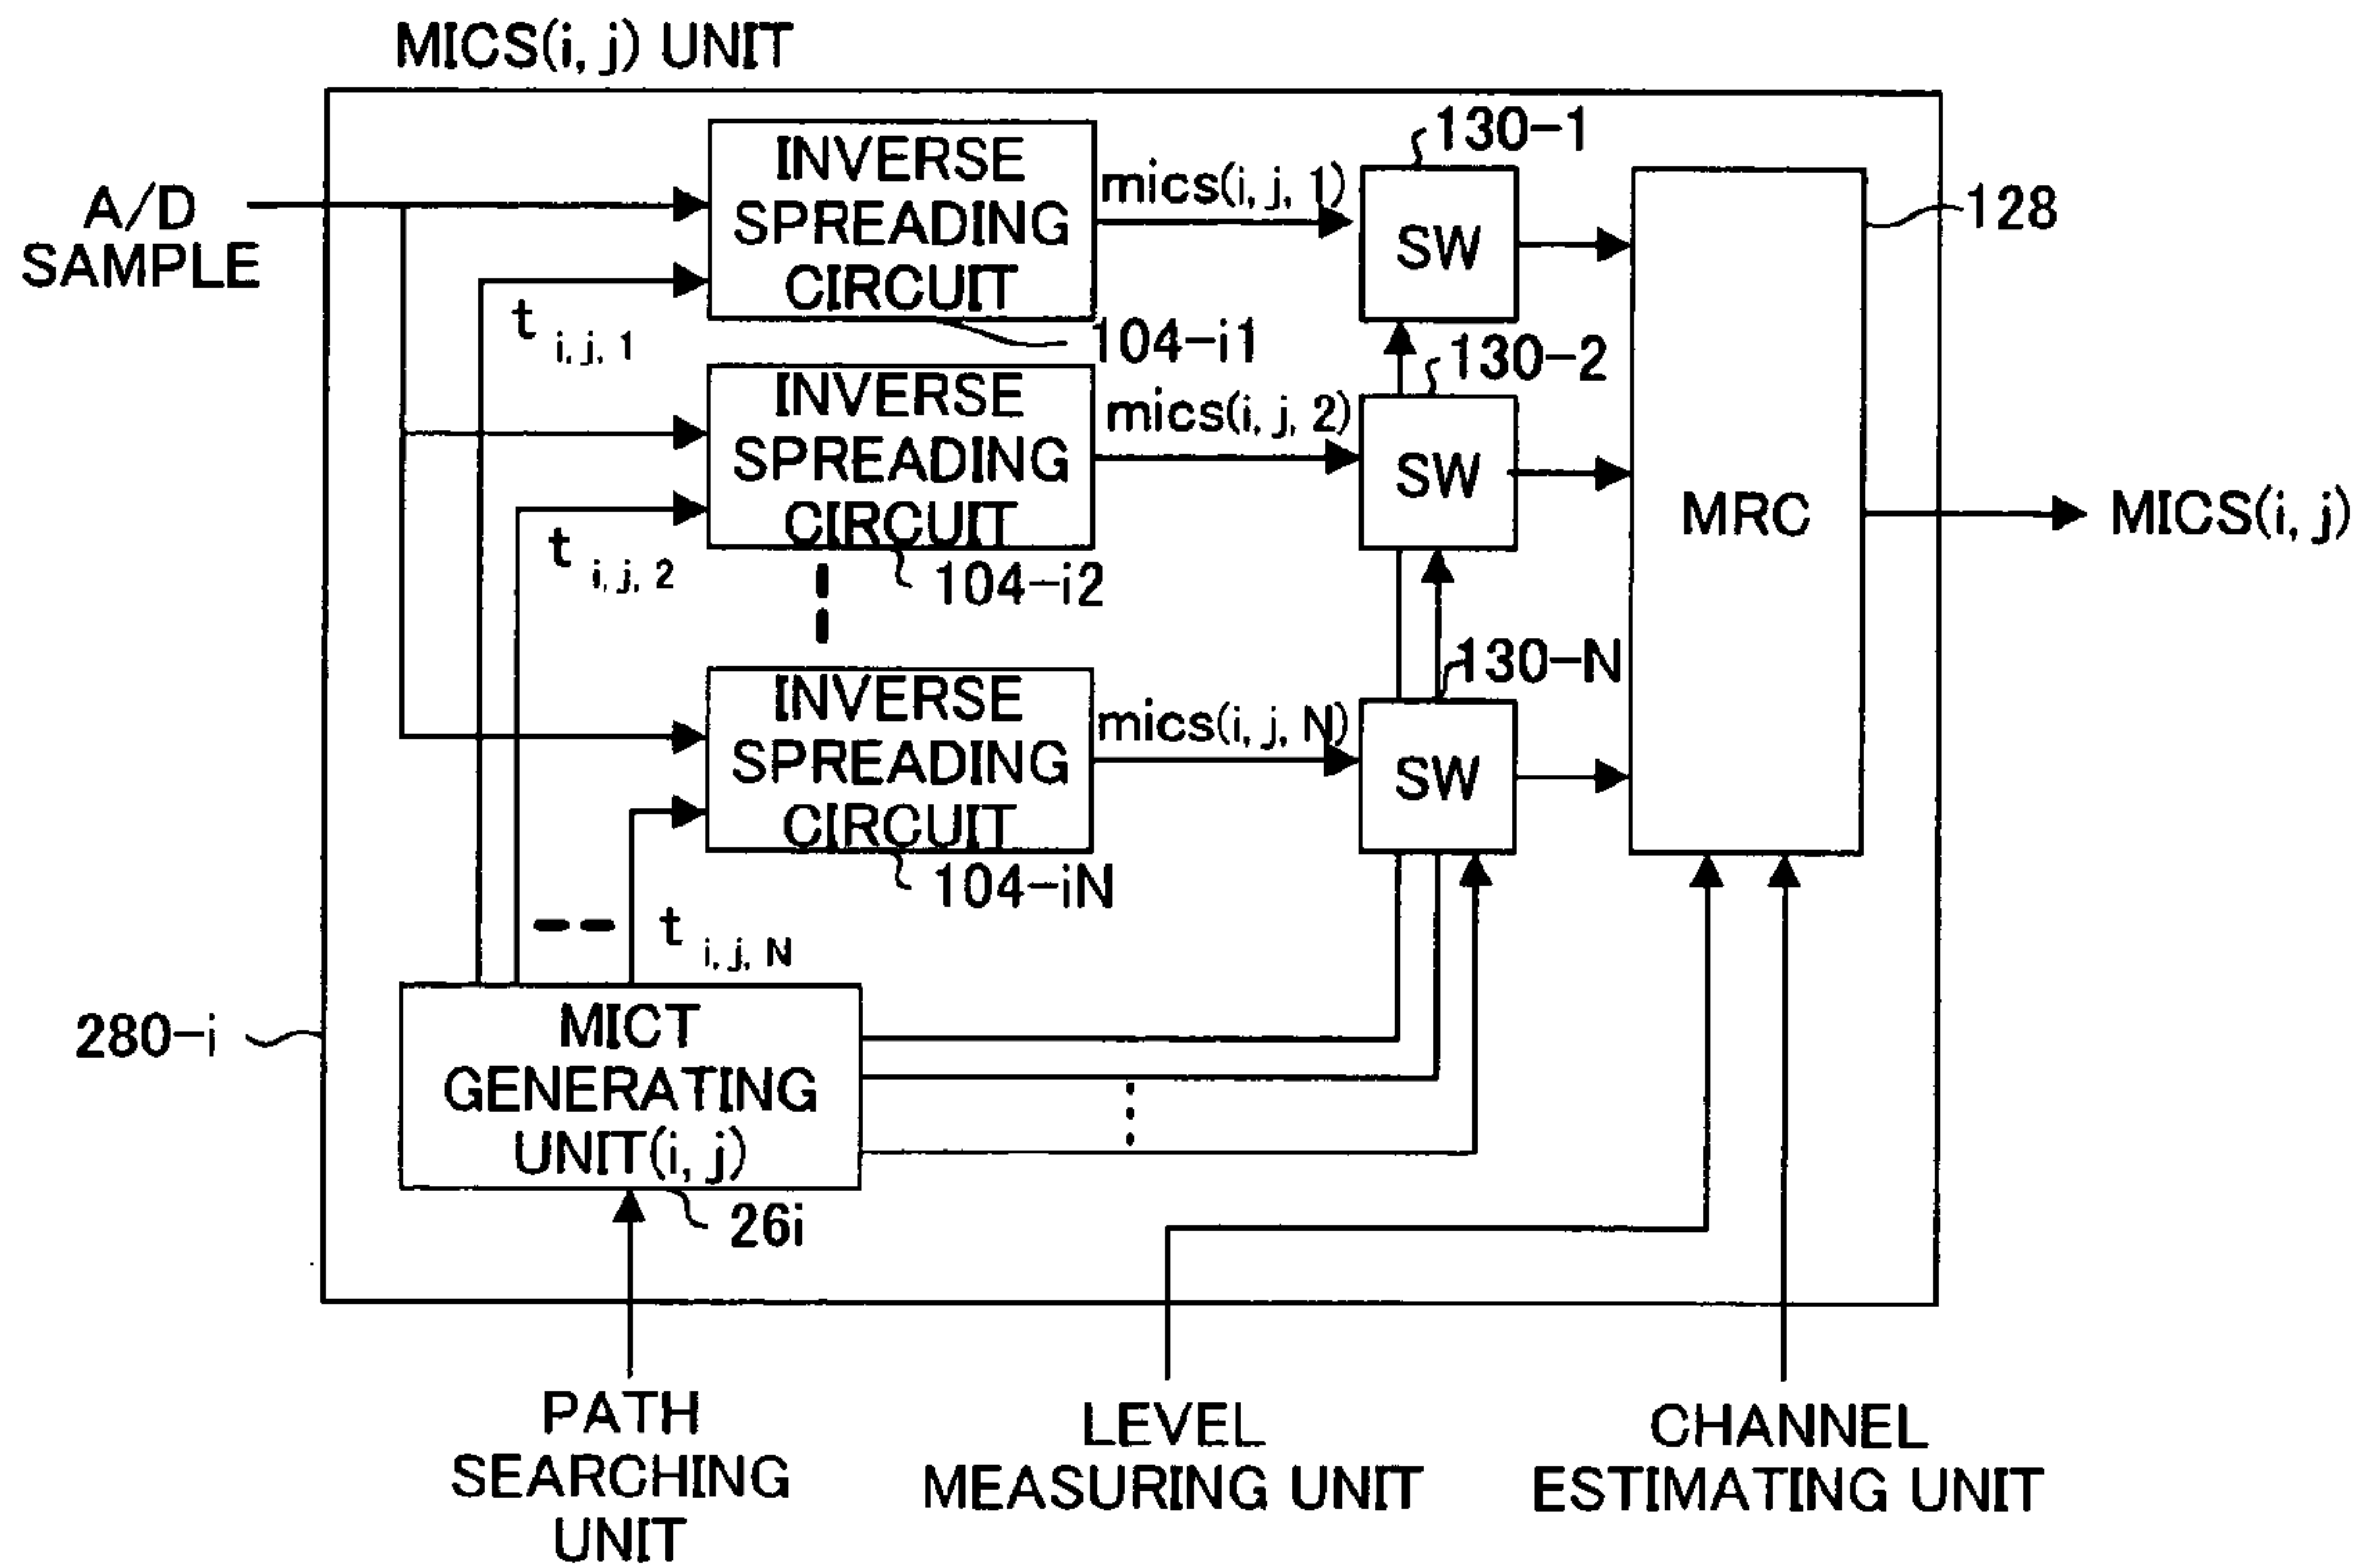 MICS(i, j) UNIT
A/D
SAMPLE
INVERSE
SPREADING
CIRCUIT
104-i1
t i, j, 1
mics(i, j, 1)
130-1
SW
128
INVERSE
SPREADING
CIRCUIT
104-i2
t i, j, 2
mics(i, j, 2)
130-2
SW
MRC
MICS(i, j)
INVERSE
SPREADING
CIRCUIT
104-iN
t i, j, N
mics(i, j, N)
130-N
SW
280-i
MICT
GENERATING
UNIT(i, j)
26i
PATH
SEARCHING
UNIT
LEVEL
MEASURING UNIT
CHANNEL
ESTIMATING UNIT